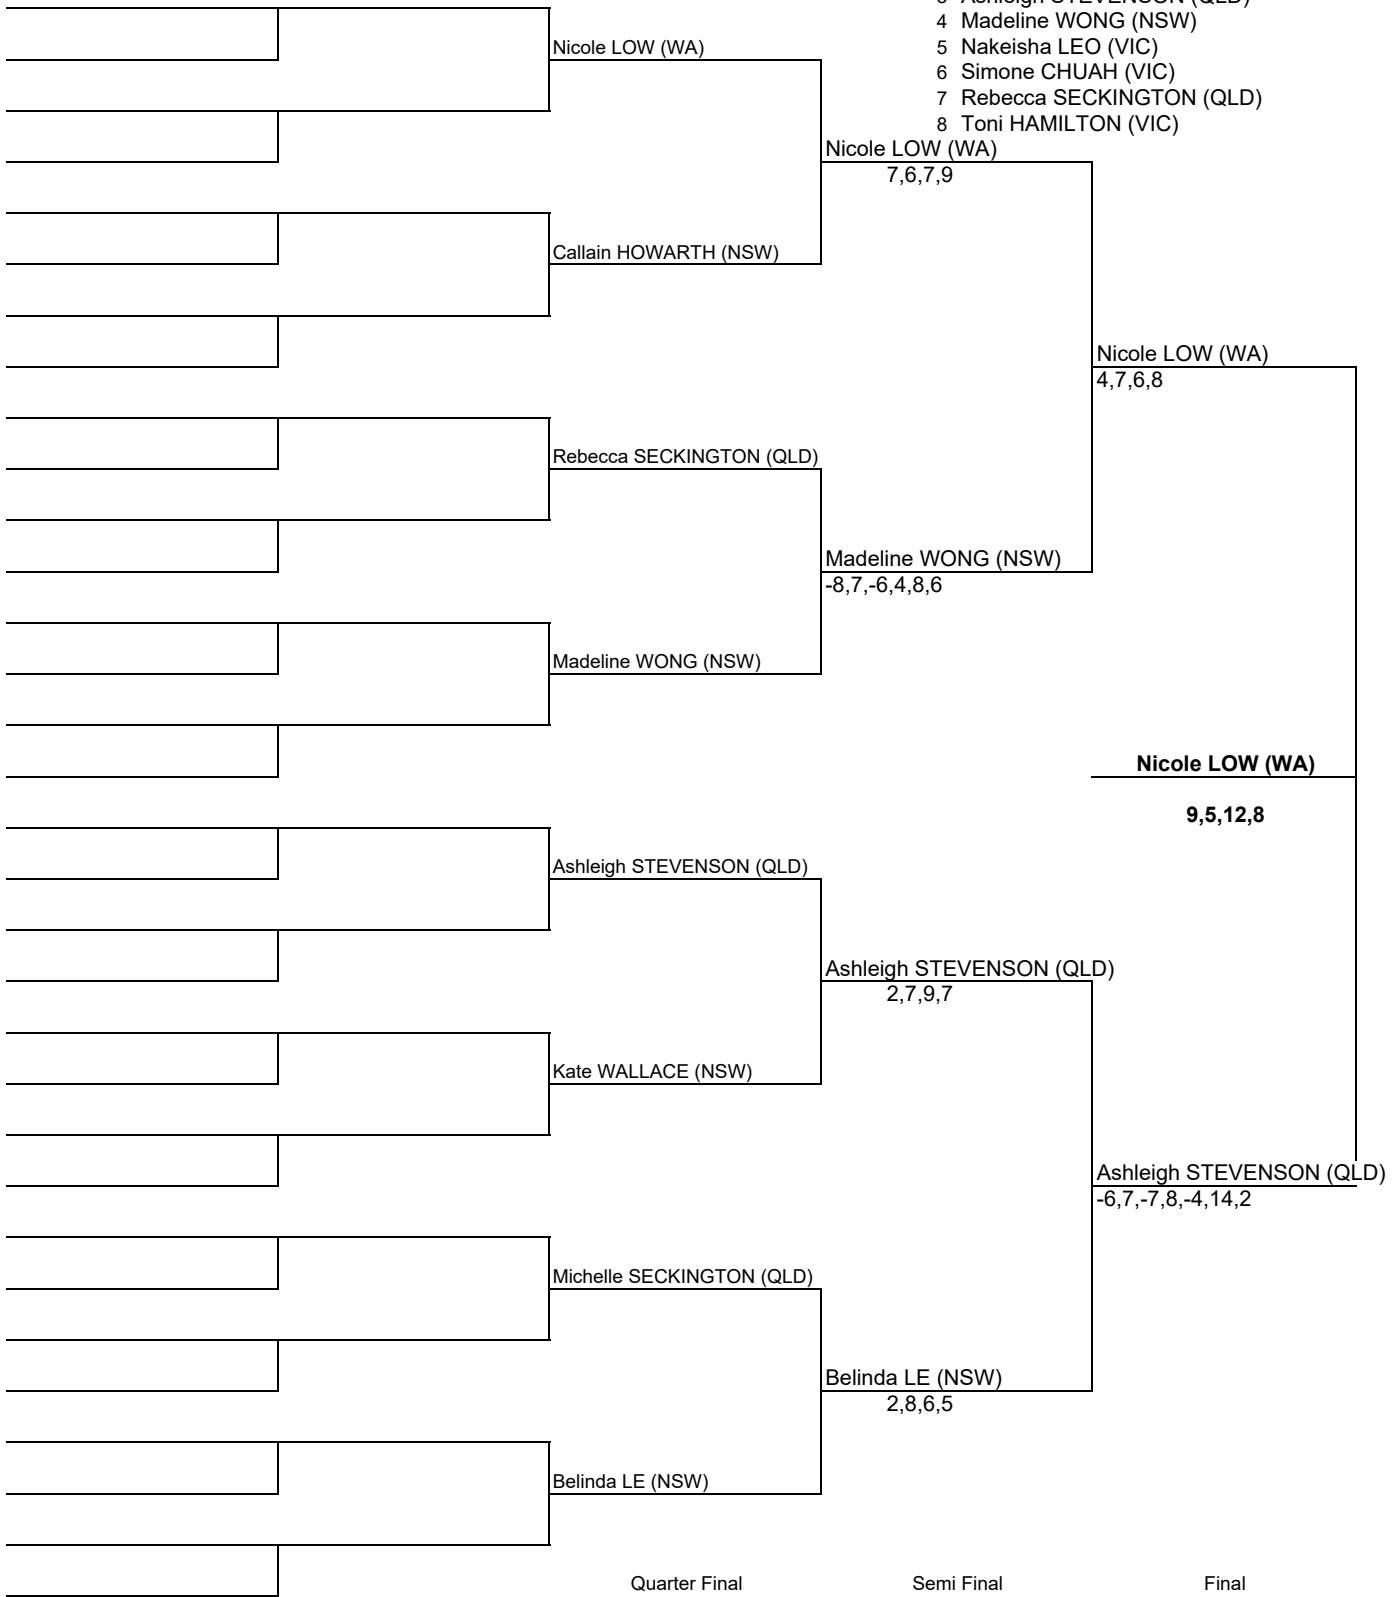 Ashleigh STEVENSON (QLD)
4 Madeline WONG (NSW)
5 Nakeisha LEO (VIC)
6 Simone CHUAH (VIC)
7 Rebecca SECKINGTON (QLD)
8 Toni HAMILTON (VIC)
Nicole LOW (WA)
Nicole LOW (WA)
7,6,7,9
Callain HOWARTH (NSW)
Nicole LOW (WA)
4,7,6,8
Rebecca SECKINGTON (QLD)
Madeline WONG (NSW)
-8,7,-6,4,8,6
Madeline WONG (NSW)
Nicole LOW (WA)
9,5,12,8
Ashleigh STEVENSON (QLD)
Ashleigh STEVENSON (QLD)
2,7,9,7
Kate WALLACE (NSW)
Ashleigh STEVENSON (QLD)
-6,7,-7,8,-4,14,2
Michelle SECKINGTON (QLD)
Belinda LE (NSW)
2,8,6,5
Belinda LE (NSW)
Quarter Final Semi Final Final